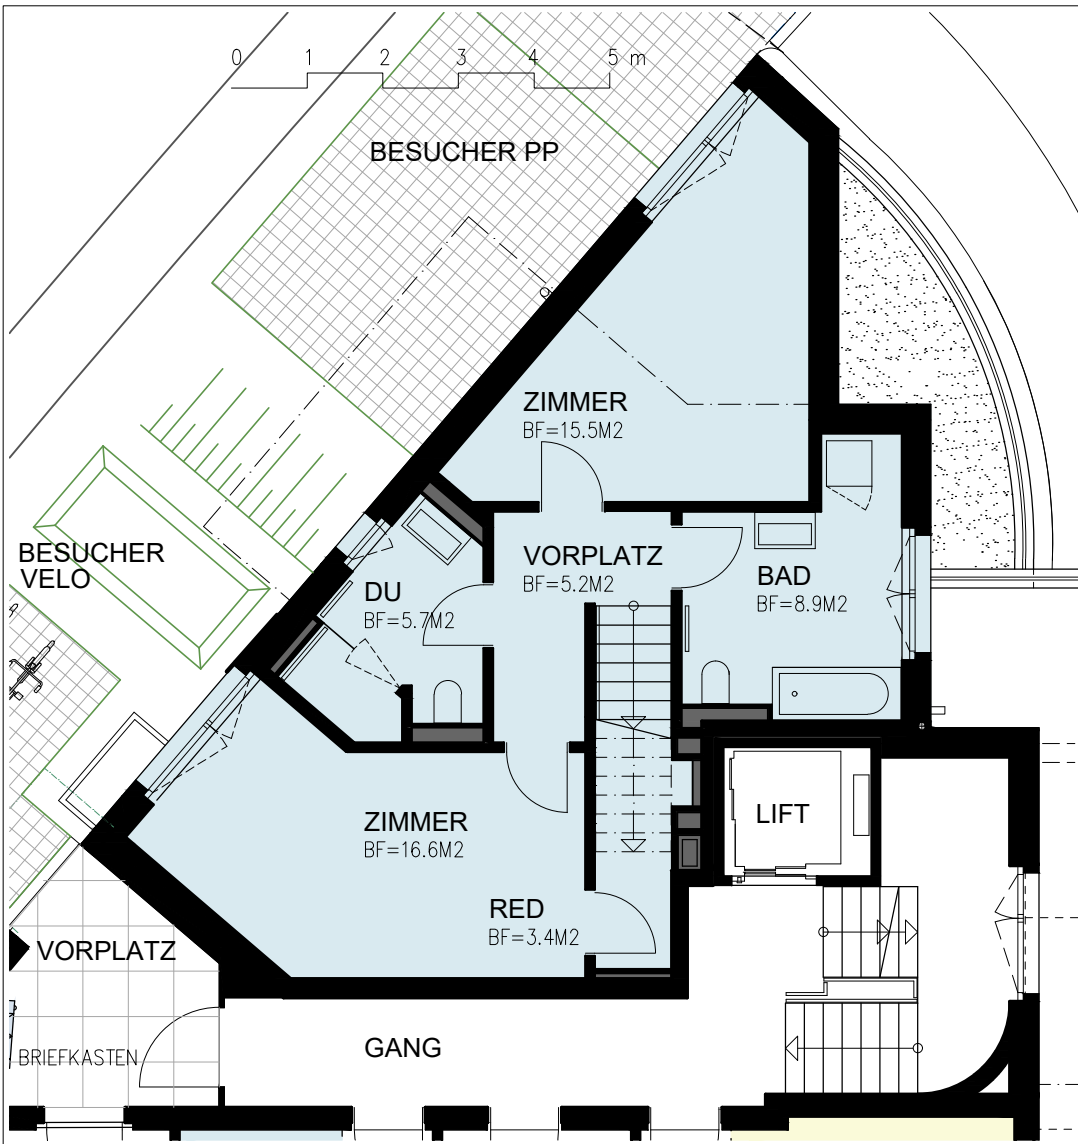 0 1 2 3 4 5 m
BESUCHER PP
ZIMMER
BF=15.5M2
BESUCHER
VELO
VORPLATZ
BF=5.2M2
DU
BF=5.7M2
BAD
BF=8.9M2
ZIMMER
BF=16.6M2
LIFT
RED
BF=3.4M2
VORPLATZ
GANG
BRIEFKASTEN